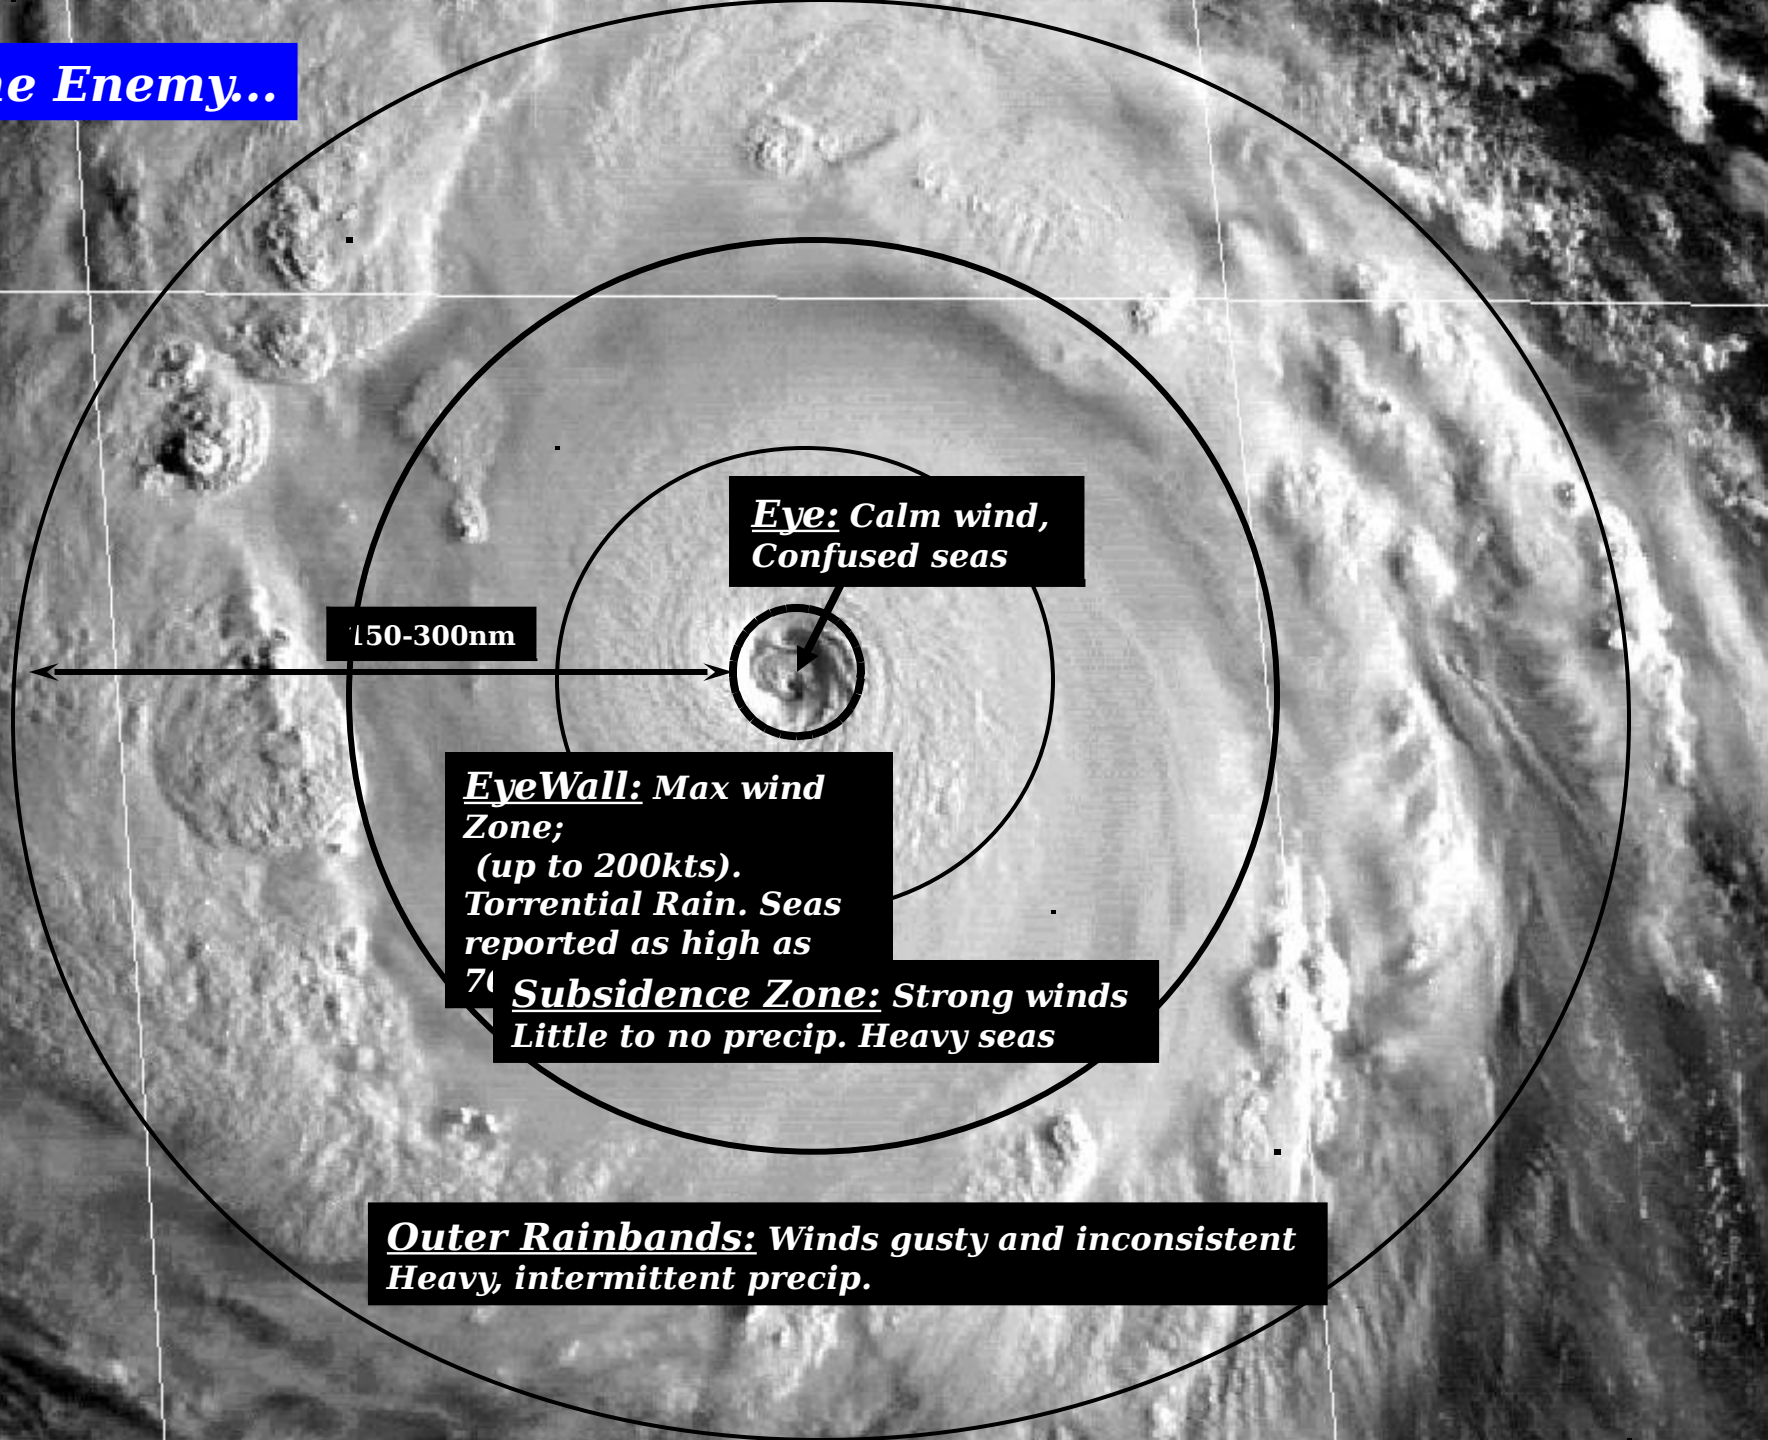 Enemy...
Eye: Calm wind,
Confused seas
150-300nm
EyeWall: Max wind
Zone;
(up to 200kts).
Torrential Rain. Seas
reported as high as
Subsidence Zone: Strong winds
Little to no precip. Heavy seas
Outer Rainbands: Winds gusty and inconsistent
Heavy, intermittent precip.